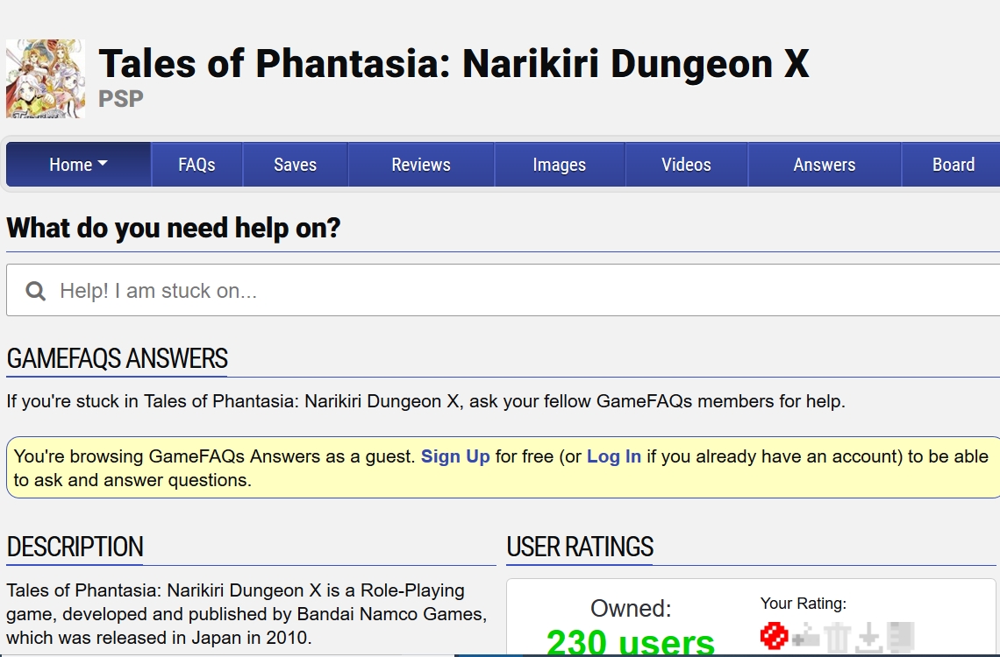 Tales of Phantasia: Narikiri Dungeon X
PSP
Home
FAQs
Saves
Reviews
Images
Videos
Answers
Board
What do you need help on?
Help! I am stuck on...
GAMEFAQS ANSWERS
If you're stuck in Tales of Phantasia: Narikiri Dungeon X, ask your fellow GameFAQs members for help.
You're browsing GameFAQs Answers as a guest. Sign Up for free (or Log In if you already have an account) to be able
to ask and answer questions.
DESCRIPTION
Tales of Phantasia: Narikiri Dungeon X is a Role-Playing
game, developed and published by Bandai Namco Games,
which was released in Japan in 2010.
USER RATINGS
Owned:
230 users
Your Rating: